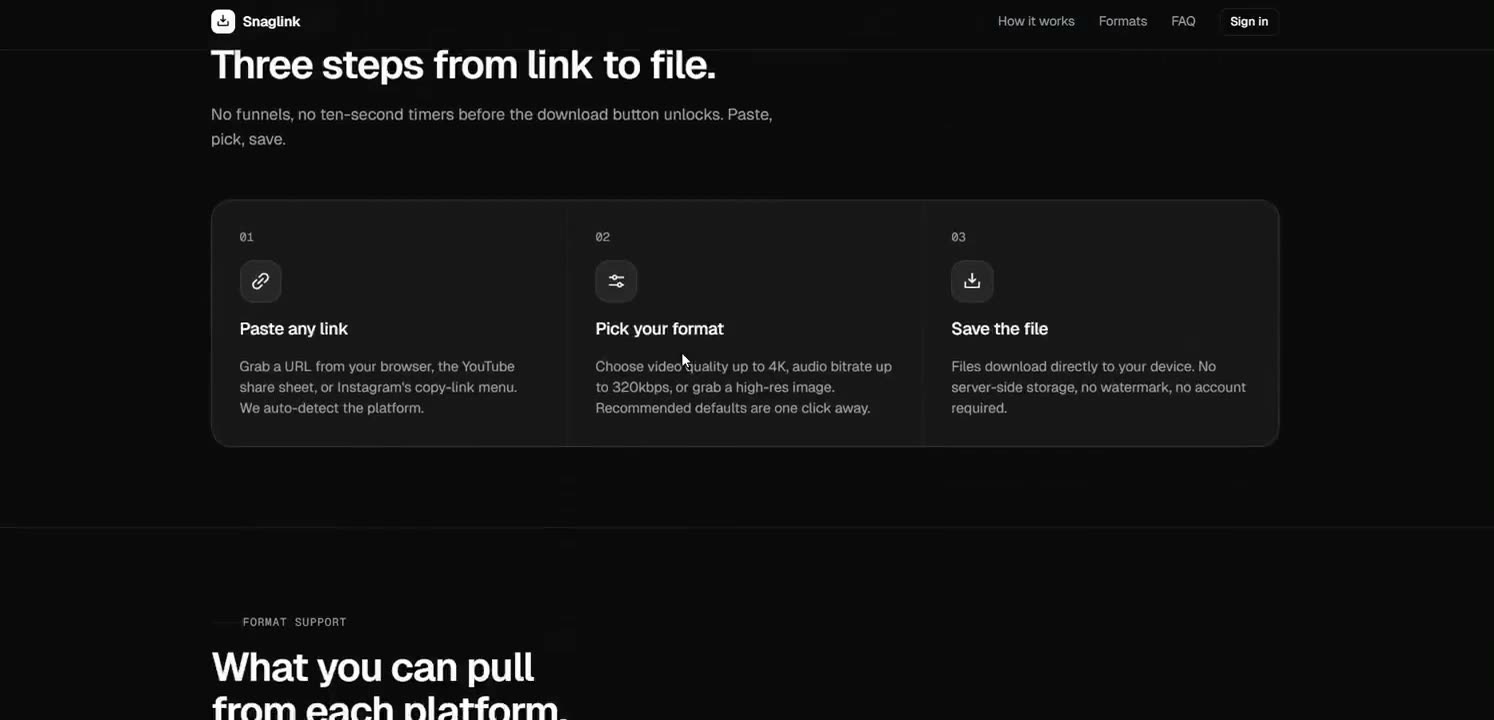 Snaglink
How it works
Formats
FAQ
Sign in
Three steps from link to file.
No funnels, no ten-second timers before the download button unlocks. Paste,
pick, save.
01
Paste any link
Grab a URL from your browser, the YouTube
share sheet, or Instagram's copy-link menu.
We auto-detect the platform.
02
Pick your format
Choose video quality up to 4K, audio bitrate up
to 320kbps, or grab a high-res image.
Recommended defaults are one click away.
03
Save the file
Files download directly to your device. No
server-side storage, no watermark, no account
required.
FORMAT SUPPORT
What you can pull
from each platform.